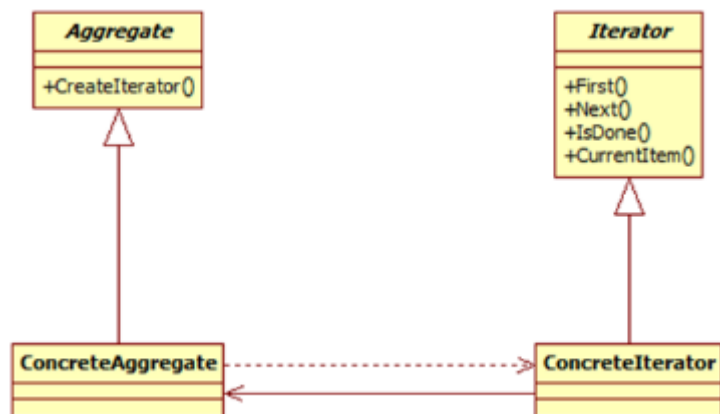 Aggregate
+CreateIterator()
Iterator
+First()
+Next()
+IsDone()
+CurrentItem()
ConcreteAggregate
ConcreteIterator